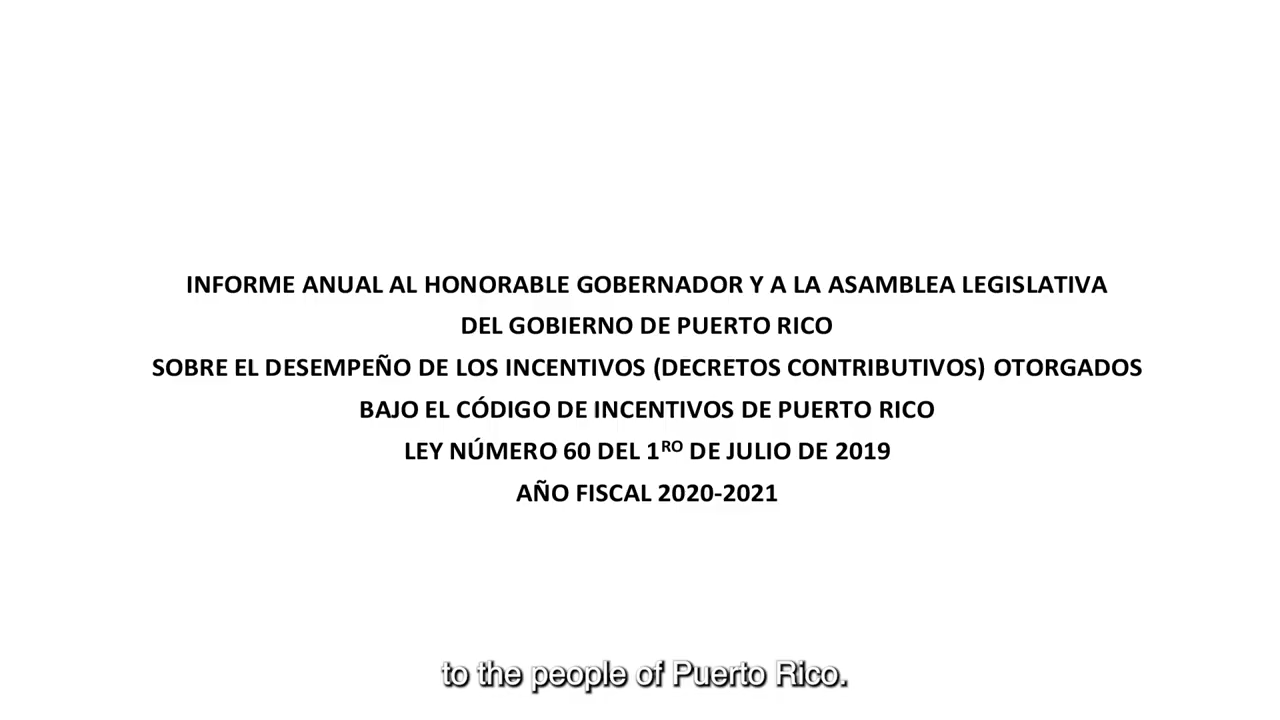 INFORME ANUAL AL HONORABLE GOBERNADOR Y A LA ASAMBLEA LEGISLATIVA
DEL GOBIERNO DE PUERTO RICO
SOBRE EL DESEMPEÑO DE LOS INCENTIVOS (DECRETOS CONTRIBUTIVOS) OTORGADOS
BAJO EL CÓDIGO DE INCENTIVOS DE PUERTO RICO
LEY NÚMERO 60 DEL 1RO DE JULIO DE 2019
AÑO FISCAL 2020-2021
to the people of Puerto Rico.